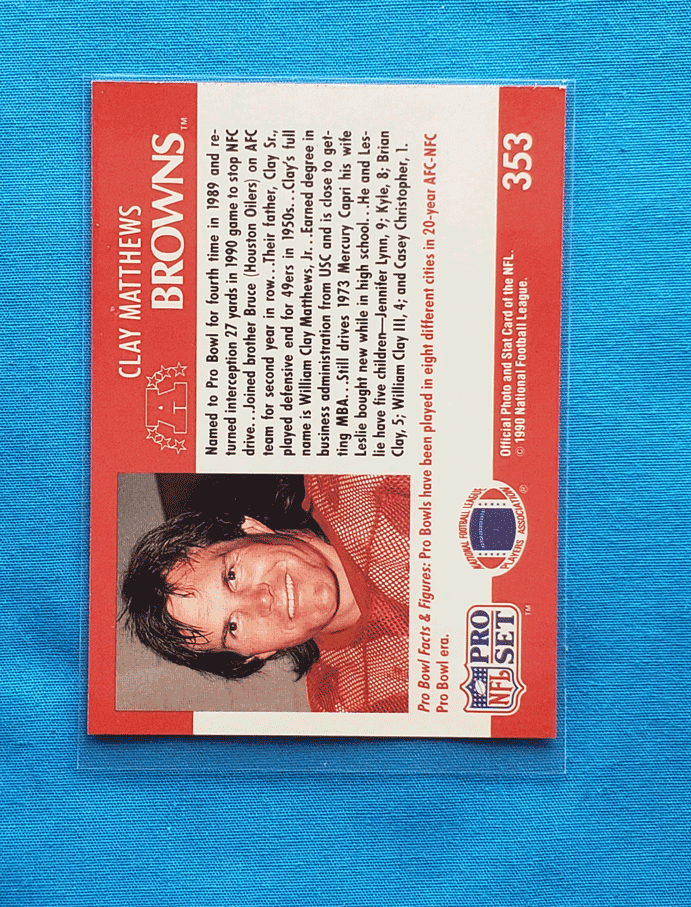 CLAY MATTHEWS
BROWNS™
A
Named to Pro Bowl for fourth time in 1989 and re-
turned interception 27 yards in 1990 game to stop NFC
drive...Joined brother Bruce (Houston Oilers) on AFC
team for second year in row...Their father, Clay Sr.,
played defensive end for 49ers in 1950s...Clay's full
name is William Clay Matthews, Jr...Earned degree in
business administration from USC and is close to get-
ting MBA...Still drives 1973 Mercury Capri his wife
Leslie bought new while in high school...He and Les-
lie have five children—Jennifer Lynn, 9; Kyle, 8; Brian
Clay, 5; William Clay III, 4; and Casey Christopher, 1.
Pro Bowl Facts & Figures: Pro Bowls have been played in eight different cities in 20-year AFC-NFC
Pro Bowl era.
NFL PRO
SET™
NATIONAL FOOTBALL LEAGUE
PLAYERS ASSOCIATION®
Official Photo and Stat Card of the NFL.
© 1990 National Football League.
353